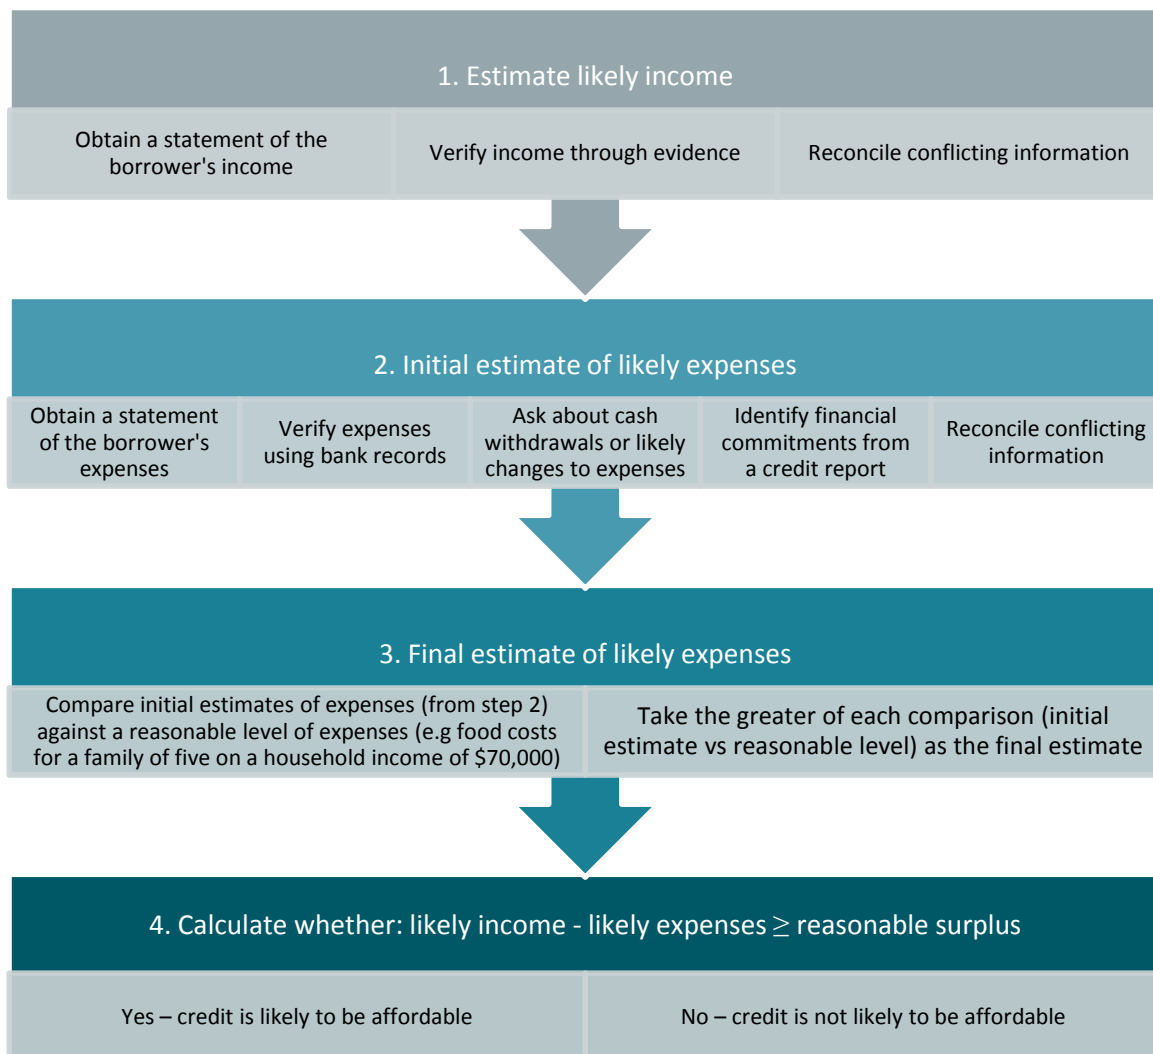 1. Estimate likely income
Obtain a statement of the
borrower's income
Verify income through evidence
Reconcile conflicting information
2. Initial estimate of likely expenses
Obtain a statement
of the borrower's
expenses
Verify expenses
using bank records
Ask about cash
withdrawals or likely
changes to expenses
Identify financial
commitments from
a credit report
Reconcile conflicting
information
3. Final estimate of likely expenses
Compare initial estimates of expenses (from step 2)
against a reasonable level of expenses (e.g food costs
for a family of five on a household income of $70,000)
Take the greater of each comparison (initial
estimate vs reasonable level) as the final estimate
4. Calculate whether: likely income - likely expenses ≥ reasonable surplus
Yes – credit is likely to be affordable
No – credit is not likely to be affordable